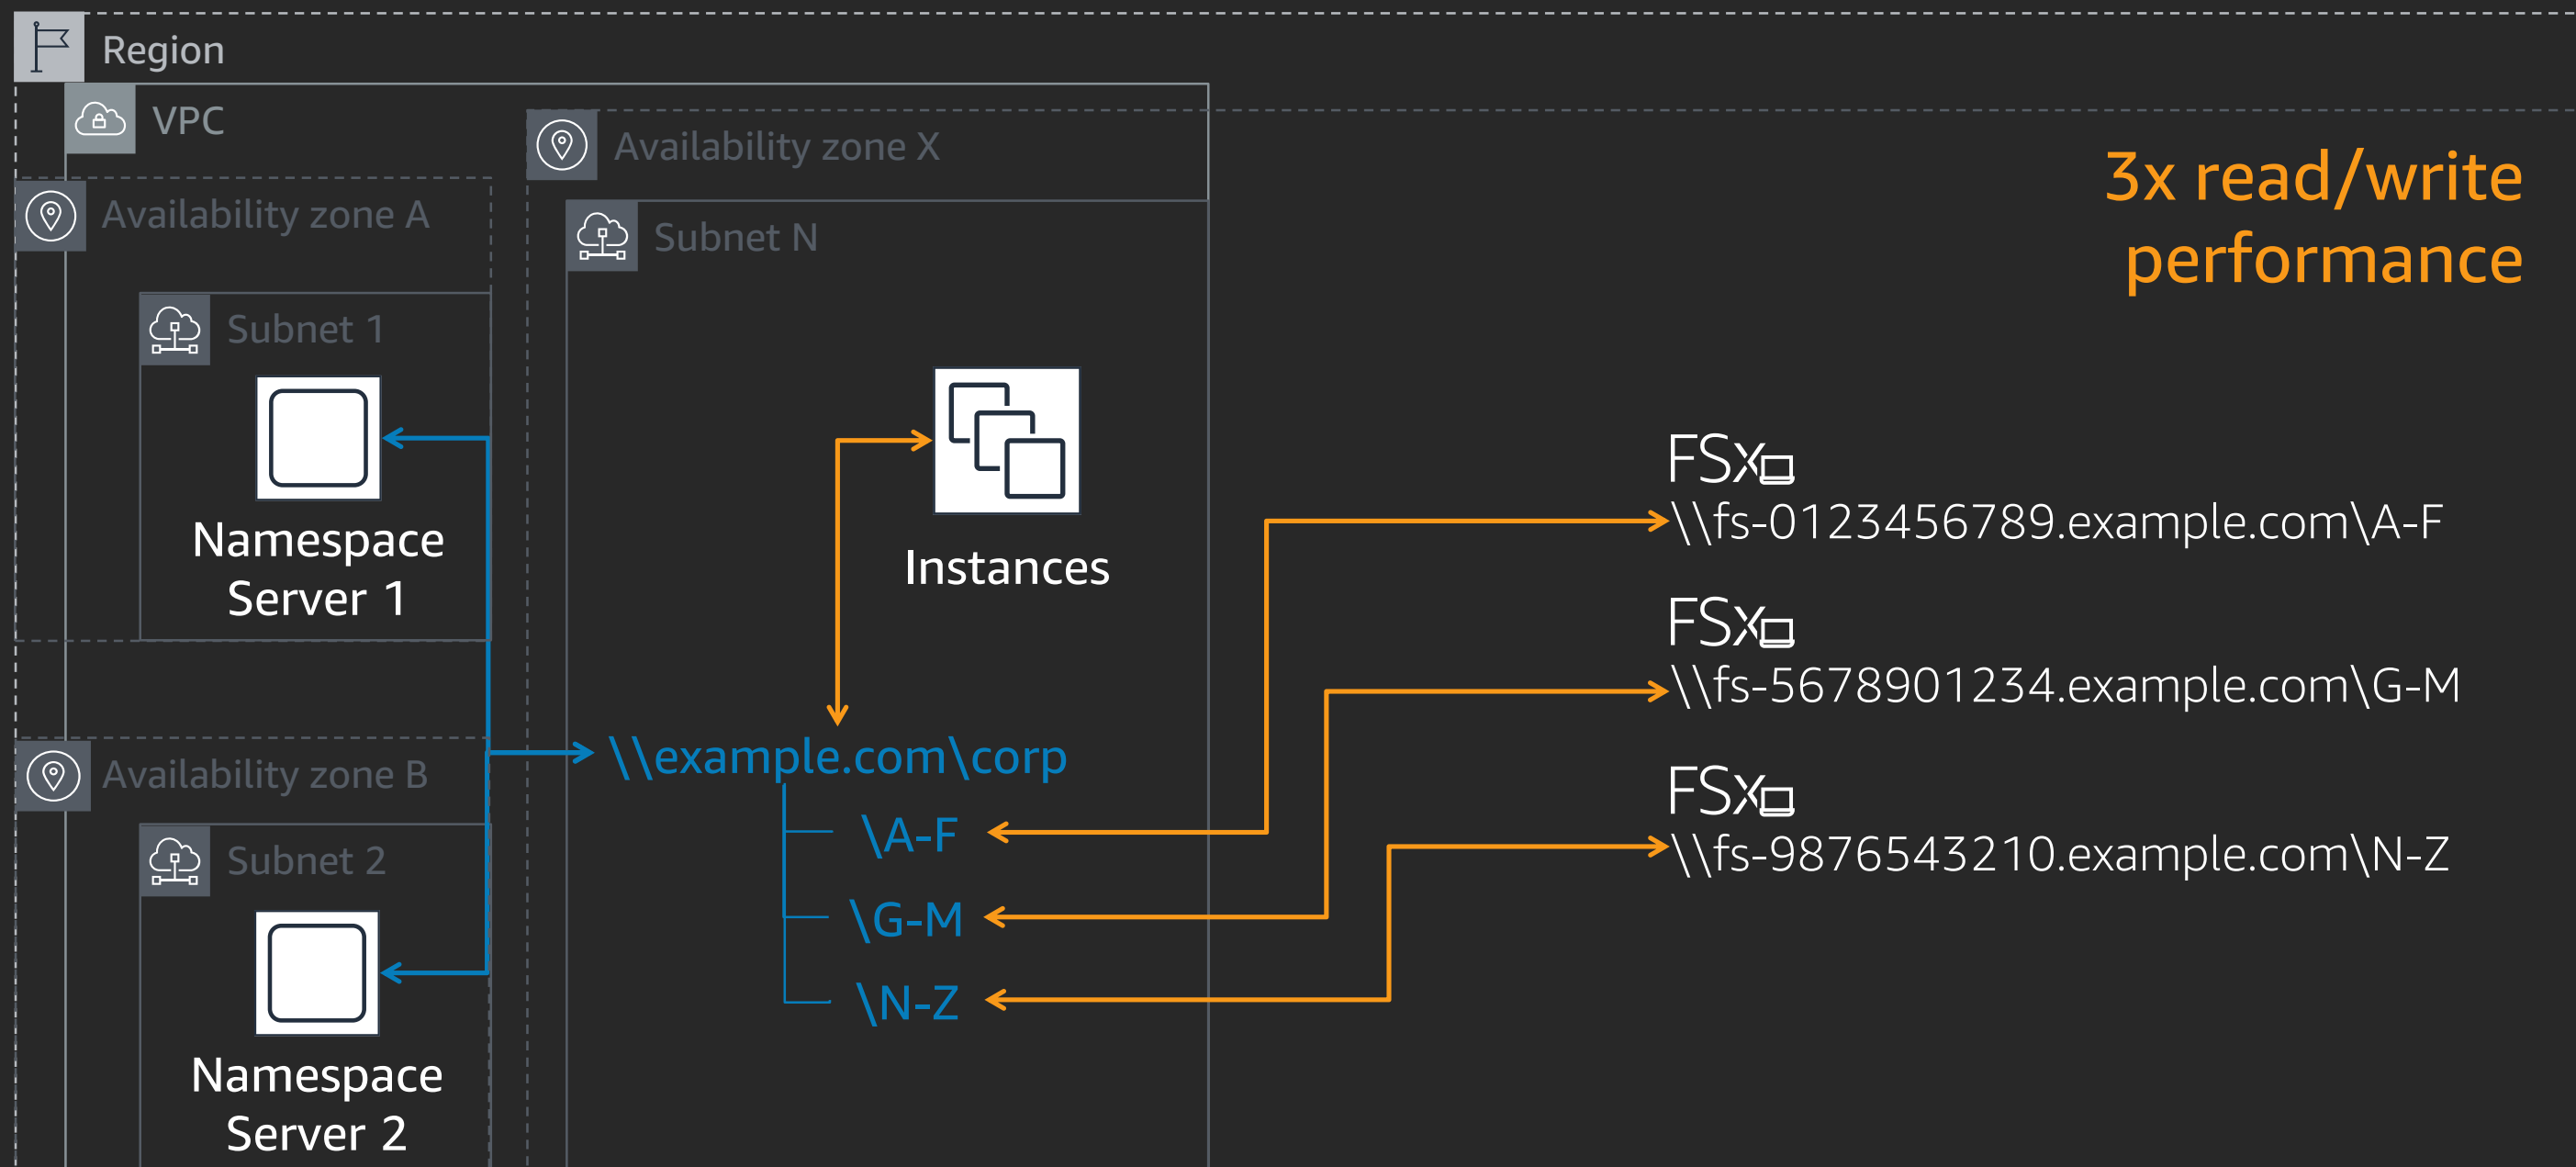 Region
VPC
Availability zone X
Availability zone A
3x read/write
performance
Subnet N
Subnet 1
Namespace
Server 1
Instances
FSx
\\fs-0123456789.example.com\A-F
FSx
\\fs-5678901234.example.com\G-M
FSx
\\fs-9876543210.example.com\N-Z
\\example.com\corp
\A-F
\G-M
\N-Z
Availability zone B
Subnet 2
Namespace
Server 2